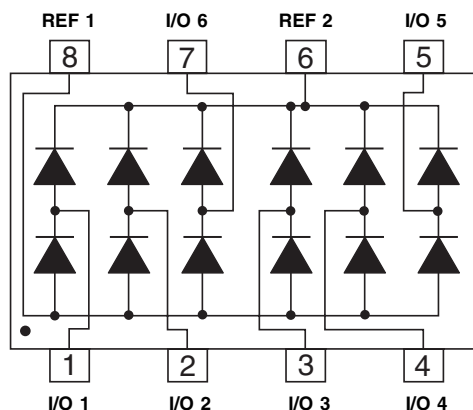 REF 1 I/O 6 REF 2 I/O 5
8 7 6 5
1 2 3 4
I/O 1 I/O 2 I/O 3 I/O 4